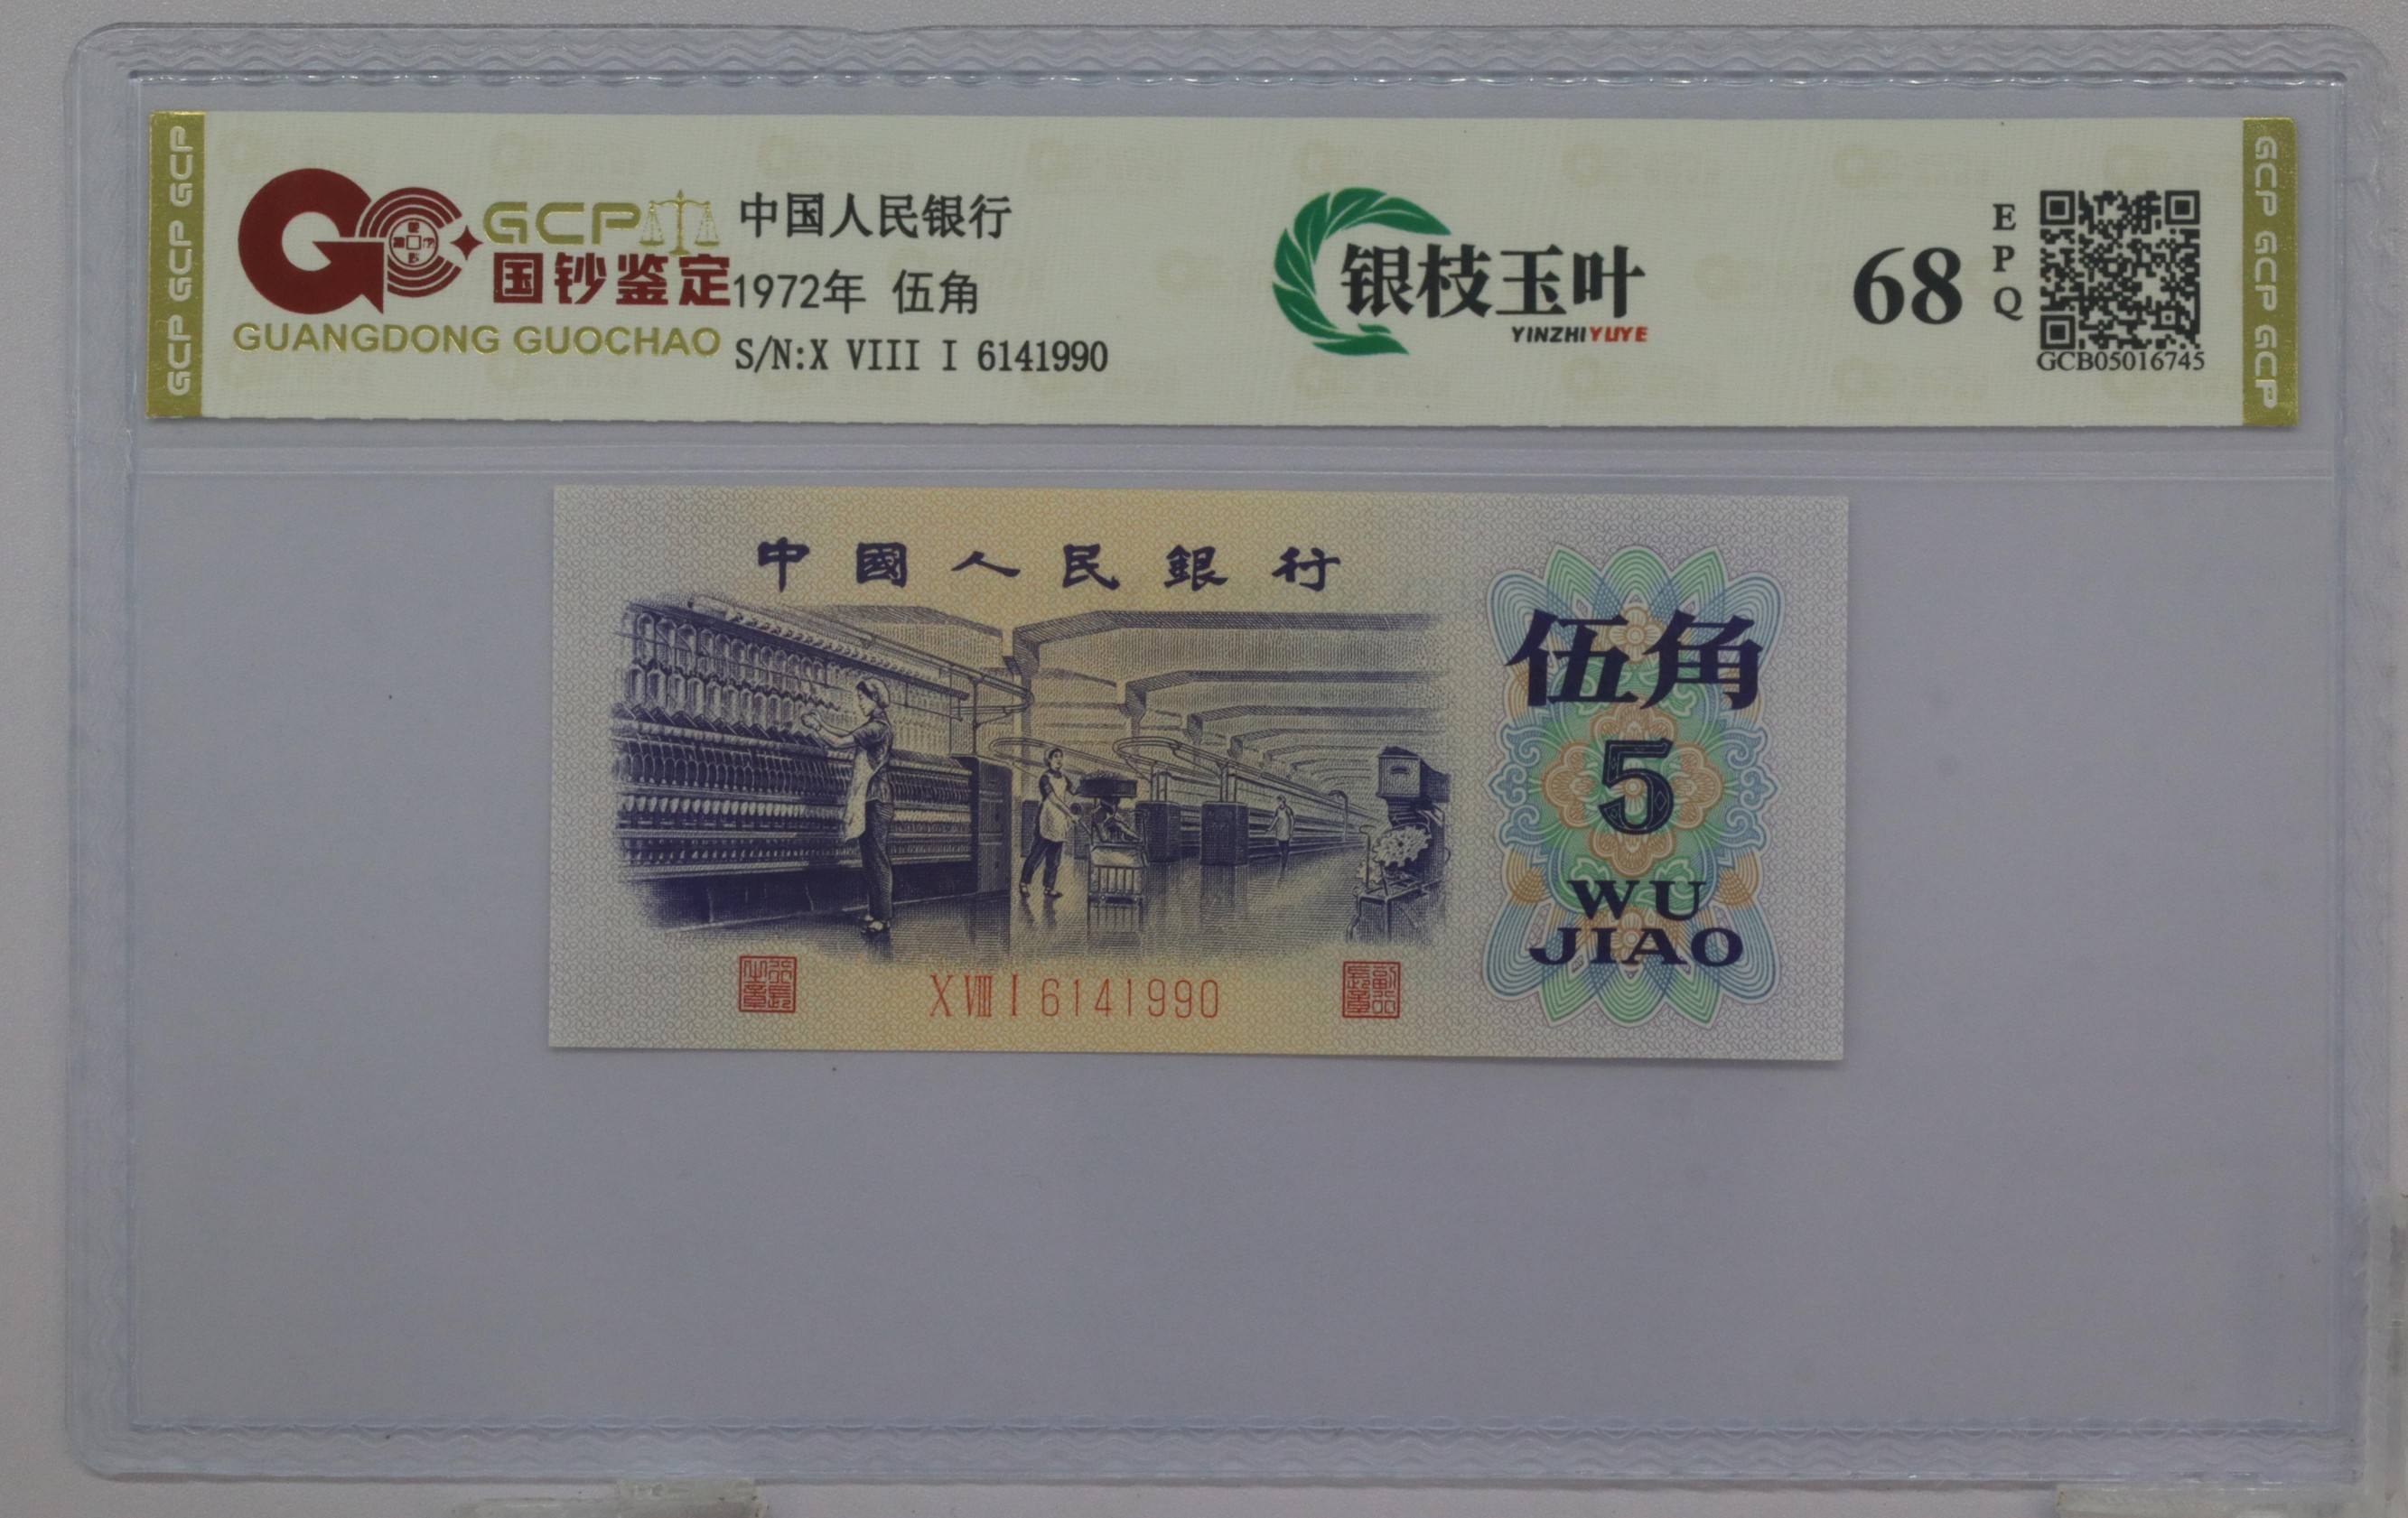 GCP GCP GCP
GCP
国钞鉴定
GUANGDONG GUOCHAO
中国人民银行
1972年 伍角
S/N:X VIII I 6141990
银枝玉叶
YINZHIYUYE
68
EPQ
GCB05016745
GCP GCP GCP
中國人民銀行
伍角
5
WU
JIAO
X VIII I 6141990